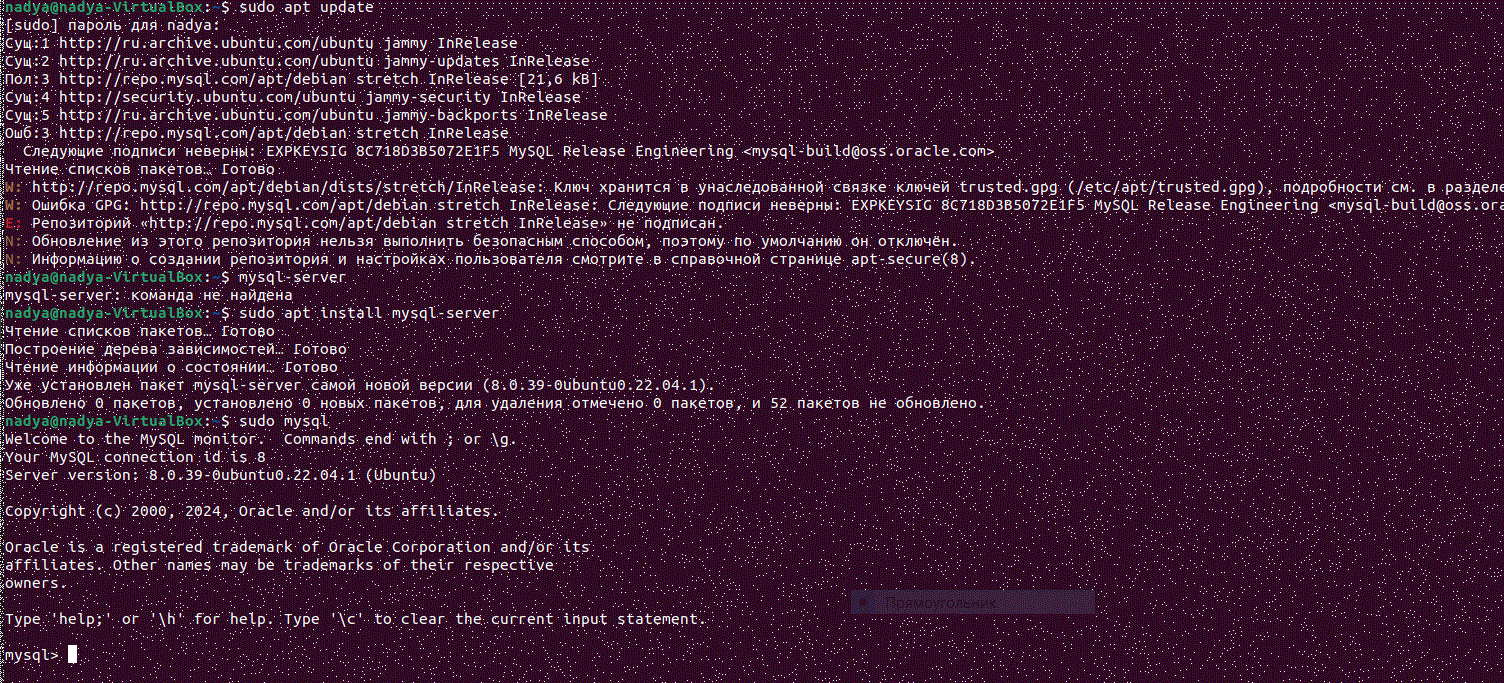 nadya@nadya-VirtualBox:~$ sudo apt update
[sudo] пароль для nadya:
Сущ:1 http://ru.archive.ubuntu.com/ubuntu jammy InRelease
Сущ:2 http://ru.archive.ubuntu.com/ubuntu jammy-updates InRelease
Пол:3 http://repo.mysql.com/apt/debian stretch InRelease [21,6 kB]
Сущ:4 http://security.ubuntu.com/ubuntu jammy-security InRelease
Сущ:5 http://ru.archive.ubuntu.com/ubuntu jammy-backports InRelease
Ошб:3 http://repo.mysql.com/apt/debian stretch InRelease
Следующие подписи неверны: EXPKEYSIG 8C718D3B5072E1F5 MySQL Release Engineering <mysql-build@oss.oracle.com>
Чтение списков пакетов… Готово
W: http://repo.mysql.com/apt/debian/dists/stretch/InRelease: Ключ хранится в унаследованной связке ключей trusted.gpg (/etc/apt/trusted.gpg), подробности см. в разделе
W: Ошибка GPG: http://repo.mysql.com/apt/debian stretch InRelease: Следующие подписи неверны: EXPKEYSIG 8C718D3B5072E1F5 MySQL Release Engineering <mysql-build@oss.ora
E: Репозиторий «http://repo.mysql.com/apt/debian stretch InRelease» не подписан.
N: Обновление из этого репозитория нельзя выполнить безопасным способом, поэтому по умолчанию он отключён.
N: Информацию о создании репозитория и настройках пользователя смотрите в справочной странице apt-secure(8).
nadya@nadya-VirtualBox:~$ mysql-server
mysql-server: команда не найдена
nadya@nadya-VirtualBox:~$ sudo apt install mysql-server
Чтение списков пакетов… Готово
Построение дерева зависимостей… Готово
Чтение информации о состоянии… Готово
Уже установлен пакет mysql-server самой новой версии (8.0.39-0ubuntu0.22.04.1).
Обновлено 0 пакетов, установлено 0 новых пакетов, для удаления отмечено 0 пакетов, и 52 пакетов не обновлено.
nadya@nadya-VirtualBox:~$ sudo mysql
Welcome to the MySQL monitor.  Commands end with ; or \g.
Your MySQL connection id is 8
Server version: 8.0.39-0ubuntu0.22.04.1 (Ubuntu)
Copyright (c) 2000, 2024, Oracle and/or its affiliates.
Oracle is a registered trademark of Oracle Corporation and/or its
affiliates. Other names may be trademarks of their respective
owners.
Прямоугольник
Type 'help;' or '\h' for help. Type '\c' to clear the current input statement.
mysql>